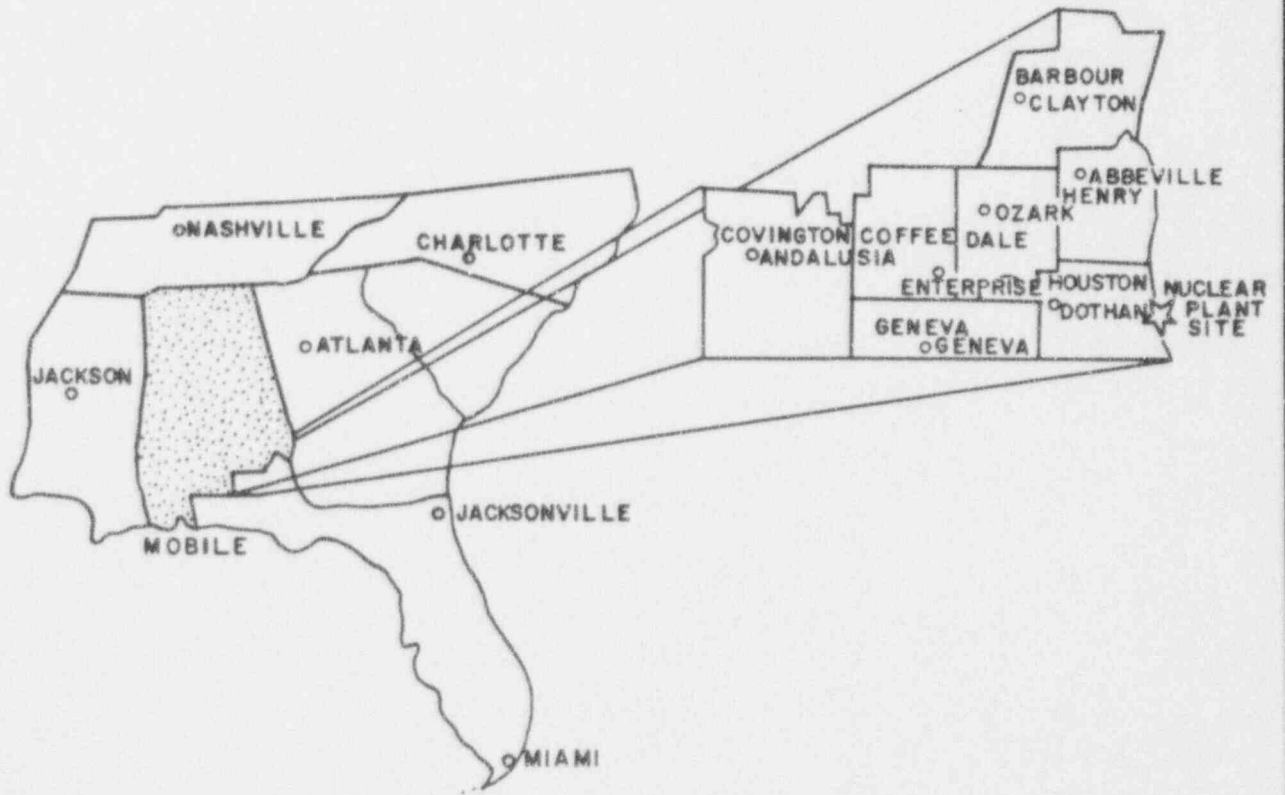 BARBOUR
CLAYTON
ABBEVILLE
HENRY
OZARK
DALE
COVINGTON
ANDALUSIA
COFFEE
ENTERPRISE
HOUSTON
DOTHAN
NUCLEAR
PLANT
SITE
GENEVA
GENEVA
NASHVILLE
CHARLOTTE
ATLANTA
JACKSON
JACKSONVILLE
MOBILE
MIAMI